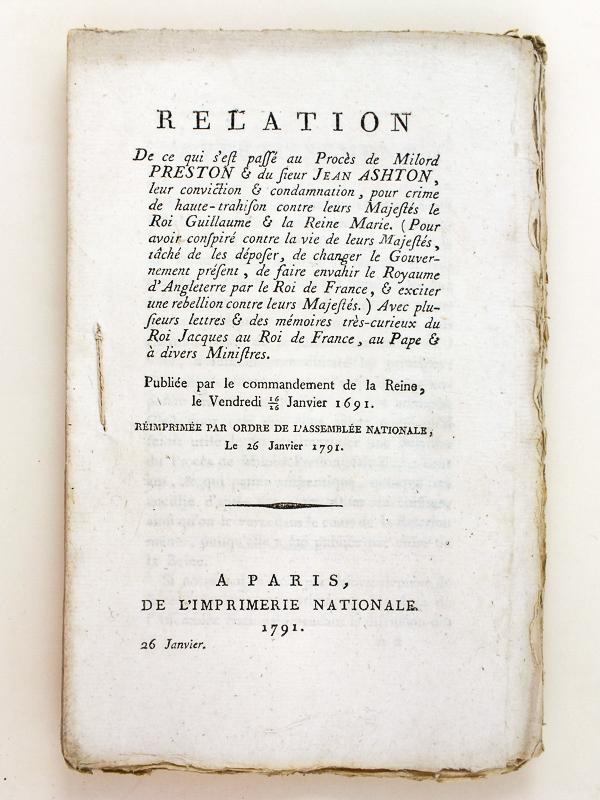 RELATION
De ce qui s'eſt paſſé au Procès de Milord
PRESTON & du ſieur JEAN ASHTON,
leur conviction & condamnation, pour crime
de haute-trahiſon contre leurs Majeſtés le
Roi Guillaume & la Reine Marie. (Pour
avoir conſpiré contre la vie de leurs Majeſtés,
tâché de les dépoſer, de changer le Gouver-
nement préſent, de faire envahir le Royaume
d'Angleterre par le Roi de France, & exciter
une rebellion contre leurs Majeſtés.) Avec plu-
ſieurs lettres & des mémoires très-curieux du
Roi Jacques au Roi de France, au Pape &
à divers Miniſtres.
Publiée par le commandement de la Reine,
le Vendredi 16/26 Janvier 1691.
RÉIMPRIMÉE PAR ORDRE DE L'ASSEMBLÉE NATIONALE,
Le 26 Janvier 1791.
A PARIS,
DE L'IMPRIMERIE NATIONALE.
1791.
26 Janvier.